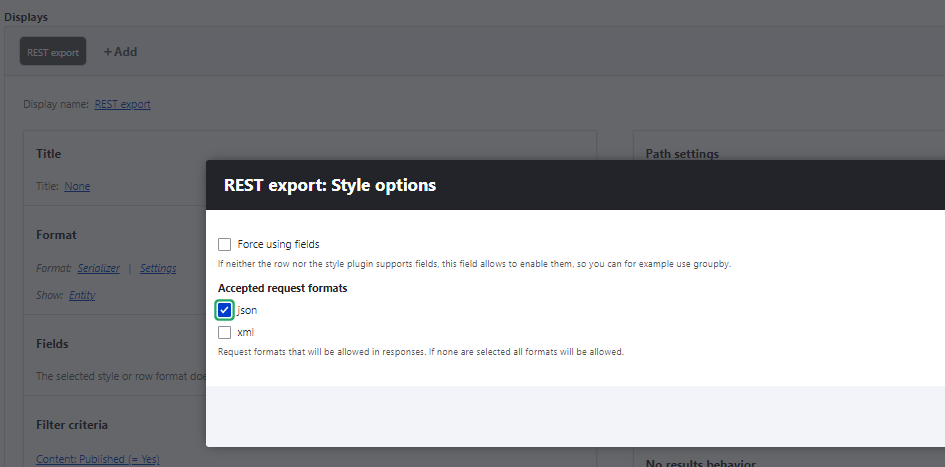 Displays
REST export
+ Add
Display name: REST export
Title
Title: None
Format
Format: Serializer | Settings
Show: Entity
Fields
The selected style or row format doe
Filter criteria
Content: Published (= Yes)
Path settings
REST export: Style options
Force using fields
If neither the row nor the style plugin supports fields, this field allows to enable them, so you can for example use groupby.
Accepted request formats
json
xml
Request formats that will be allowed in responses. If none are selected all formats will be allowed.
No results behavior